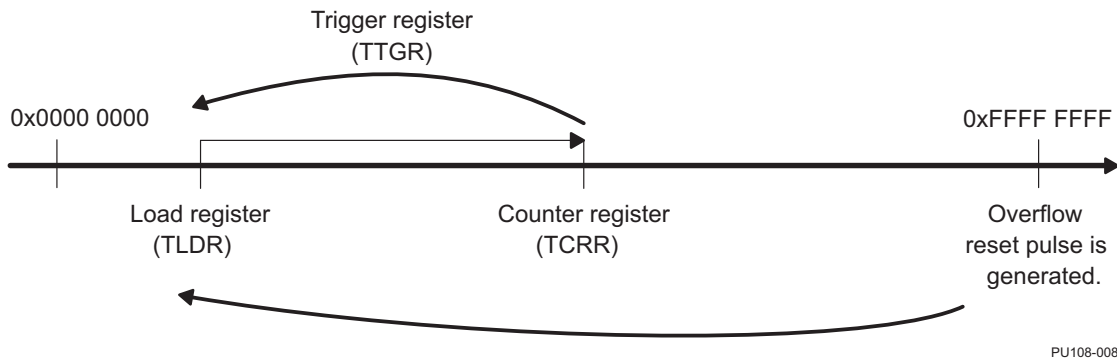 Trigger register
(TTGR)
0x0000 0000
0xFFFF FFFF
Load register
(TLDR)
Counter register
(TCRR)
Overflow
reset pulse is
generated.
PU108-008